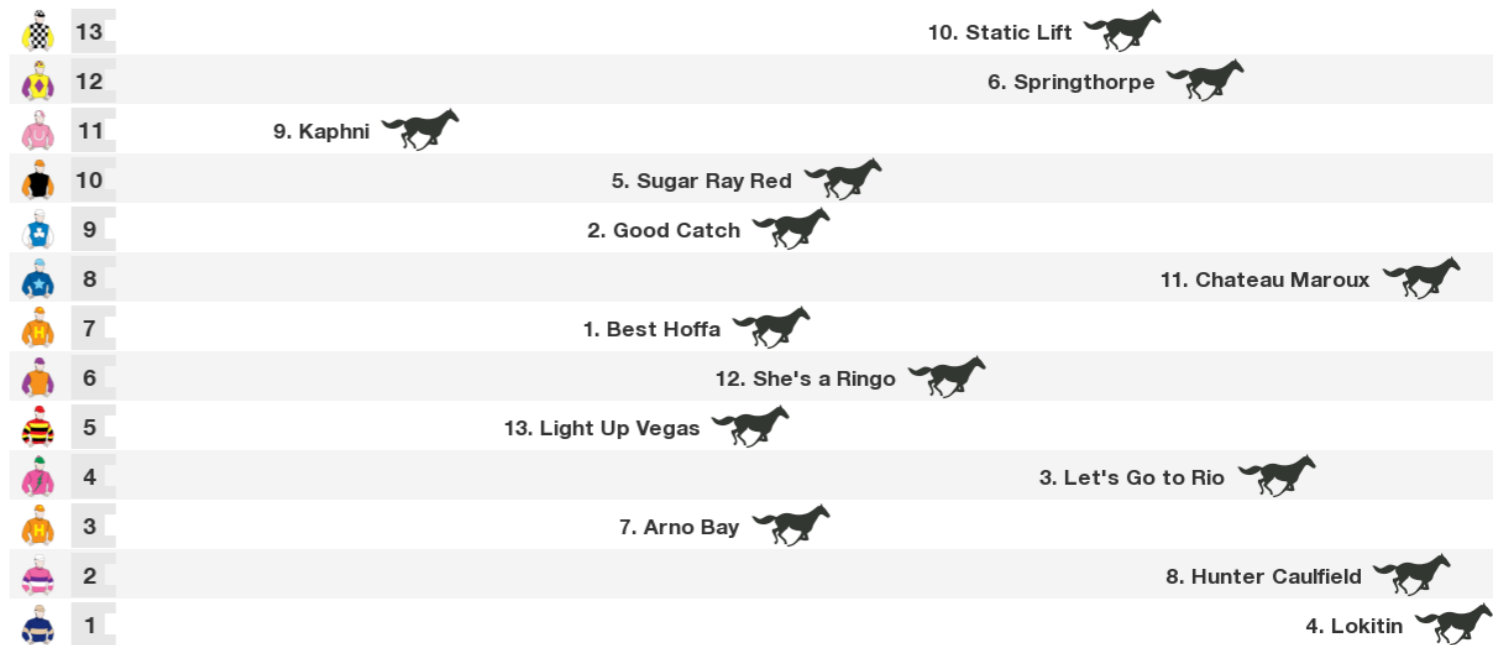 13 10. Static Lift
12 6. Springthorpe
11 9. Kaphni
10 5. Sugar Ray Red
9 2. Good Catch
8 11. Chateau Maroux
7 1. Best Hoffa
6 12. She's a Ringo
5 13. Light Up Vegas
4 3. Let's Go to Rio
3 7. Arno Bay
2 8. Hunter Caulfield
1 4. Lokitin